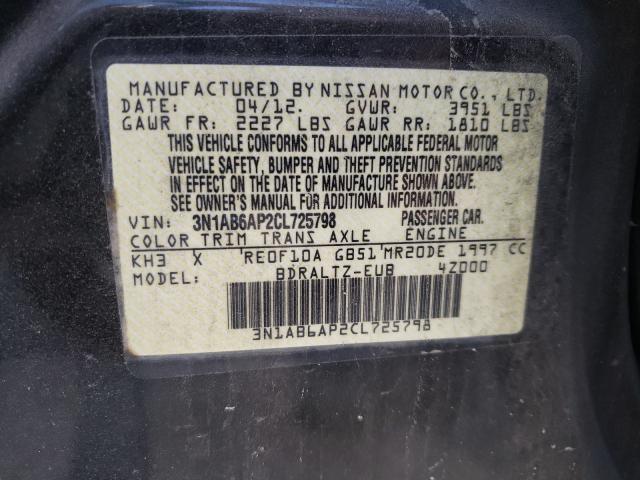 MANUFACTURED BY NISSAN MOTOR CO., LTD.
DATE: 04/12. GVWR: 3951 LBS
GAWR FR: 2227 LBS GAWR RR: 1810 LBS
THIS VEHICLE CONFORMS TO ALL APPLICABLE FEDERAL MOTOR
VEHICLE SAFETY, BUMPER AND THEFT PREVENTION STANDARDS
IN EFFECT ON THE DATE OF MANUFACTURE SHOWN ABOVE.
SEE OWNER'S MANUAL FOR ADDITIONAL INFORMATION.
VIN: 3N1AB6AP2CL725798 PASSENGER CAR.
COLOR TRIM TRANS AXLE ENGINE
KH3 X RE0F10A GB51 MR20DE 1997 CC
MODEL: BDRALTZ-EUB 4Z000
3N1AB6AP2CL725798